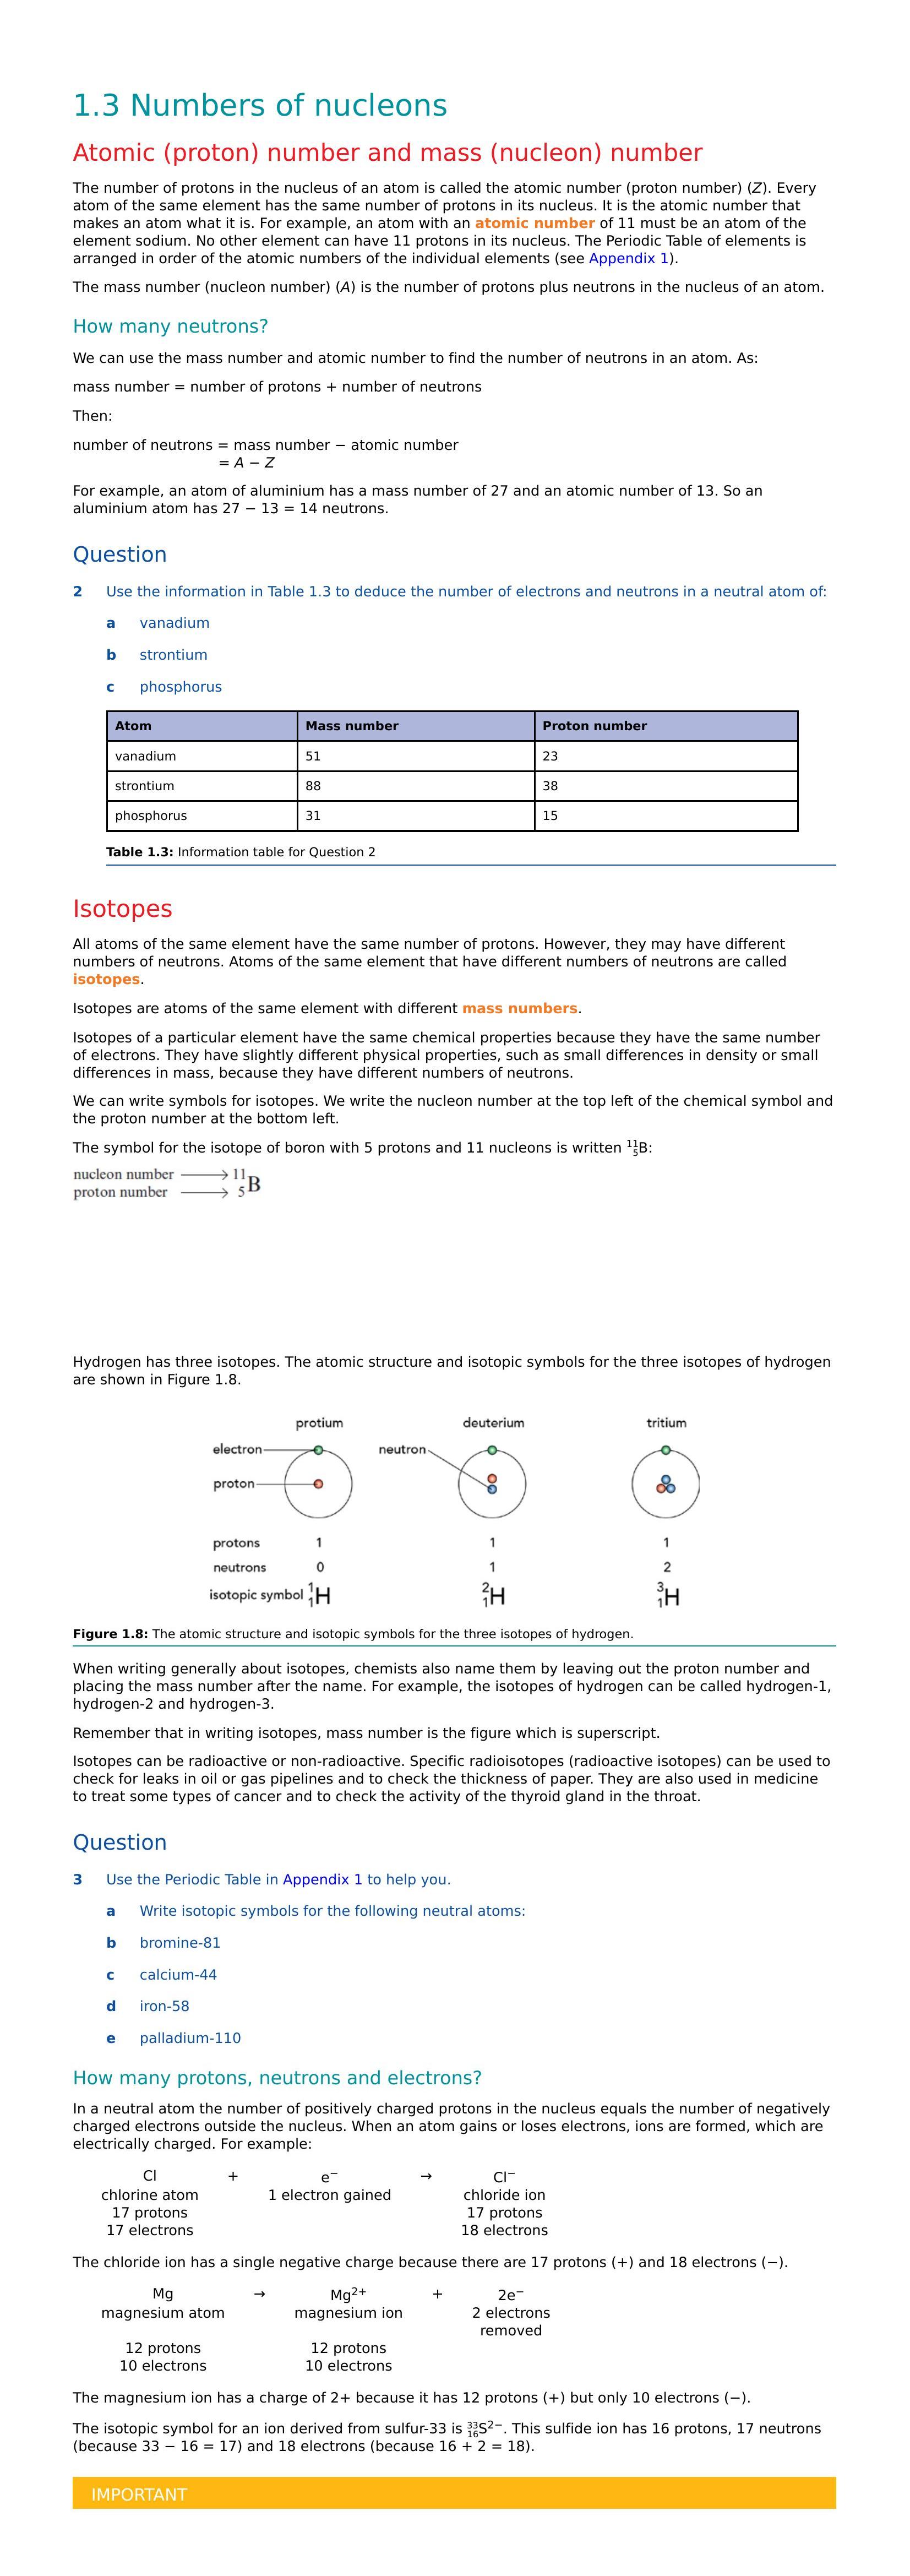 1.3 Numbers of nucleons
Atomic (proton) number and mass (nucleon) number
The number of protons in the nucleus of an atom is called the atomic number (proton number) (Z). Every
atom of the same element has the same number of protons in its nucleus. It is the atomic number that
makes an atom what it is. For example, an atom with an atomic number of 11 must be an atom of the
element sodium. No other element can have 11 protons in its nucleus. The Periodic Table of elements is
arranged in order of the atomic numbers of the individual elements (see Appendix 1).
The mass number (nucleon number) (A) is the number of protons plus neutrons in the nucleus of an atom.
How many neutrons?
We can use the mass number and atomic number to find the number of neutrons in an atom. As:
mass number = number of protons + number of neutrons
Then:
number of neutrons = mass number − atomic number
= A − Z
For example, an atom of aluminium has a mass number of 27 and an atomic number of 13. So an
aluminium atom has 27 − 13 = 14 neutrons.
Question
2 Use the information in Table 1.3 to deduce the number of electrons and neutrons in a neutral atom of:
a vanadium
b strontium
c phosphorus
Atom Mass number Proton number
vanadium 51 23
strontium 88 38
phosphorus 31 15
Table 1.3: Information table for Question 2
Isotopes
All atoms of the same element have the same number of protons. However, they may have different
numbers of neutrons. Atoms of the same element that have different numbers of neutrons are called
isotopes.
Isotopes are atoms of the same element with different mass numbers.
Isotopes of a particular element have the same chemical properties because they have the same number
of electrons. They have slightly different physical properties, such as small differences in density or small
differences in mass, because they have different numbers of neutrons.
We can write symbols for isotopes. We write the nucleon number at the top left of the chemical symbol and
the proton number at the bottom left.
The symbol for the isotope of boron with 5 protons and 11 nucleons is written ¹¹₅B:
nucleon number ⟶ 11
proton number ⟶ 5 B
Hydrogen has three isotopes. The atomic structure and isotopic symbols for the three isotopes of hydrogen
are shown in Figure 1.8.
protium deuterium tritium
electron neutron
proton
protons 1 1 1
neutrons 0 1 2
isotopic symbol ¹₁H ²₁H ³₁H
Figure 1.8: The atomic structure and isotopic symbols for the three isotopes of hydrogen.
When writing generally about isotopes, chemists also name them by leaving out the proton number and
placing the mass number after the name. For example, the isotopes of hydrogen can be called hydrogen-1,
hydrogen-2 and hydrogen-3.
Remember that in writing isotopes, mass number is the figure which is superscript.
Isotopes can be radioactive or non-radioactive. Specific radioisotopes (radioactive isotopes) can be used to
check for leaks in oil or gas pipelines and to check the thickness of paper. They are also used in medicine
to treat some types of cancer and to check the activity of the thyroid gland in the throat.
Question
3 Use the Periodic Table in Appendix 1 to help you.
a Write isotopic symbols for the following neutral atoms:
b bromine-81
c calcium-44
d iron-58
e palladium-110
How many protons, neutrons and electrons?
In a neutral atom the number of positively charged protons in the nucleus equals the number of negatively
charged electrons outside the nucleus. When an atom gains or loses electrons, ions are formed, which are
electrically charged. For example:
Cl + e⁻ → Cl⁻
chlorine atom 1 electron gained chloride ion
17 protons 17 protons
17 electrons 18 electrons
The chloride ion has a single negative charge because there are 17 protons (+) and 18 electrons (−).
Mg → Mg²⁺ + 2e⁻
magnesium atom magnesium ion 2 electrons
removed
12 protons 12 protons
10 electrons 10 electrons
The magnesium ion has a charge of 2+ because it has 12 protons (+) but only 10 electrons (−).
The isotopic symbol for an ion derived from sulfur-33 is ³³₁₆S²⁻. This sulfide ion has 16 protons, 17 neutrons
(because 33 − 16 = 17) and 18 electrons (because 16 + 2 = 18).
IMPORTANT